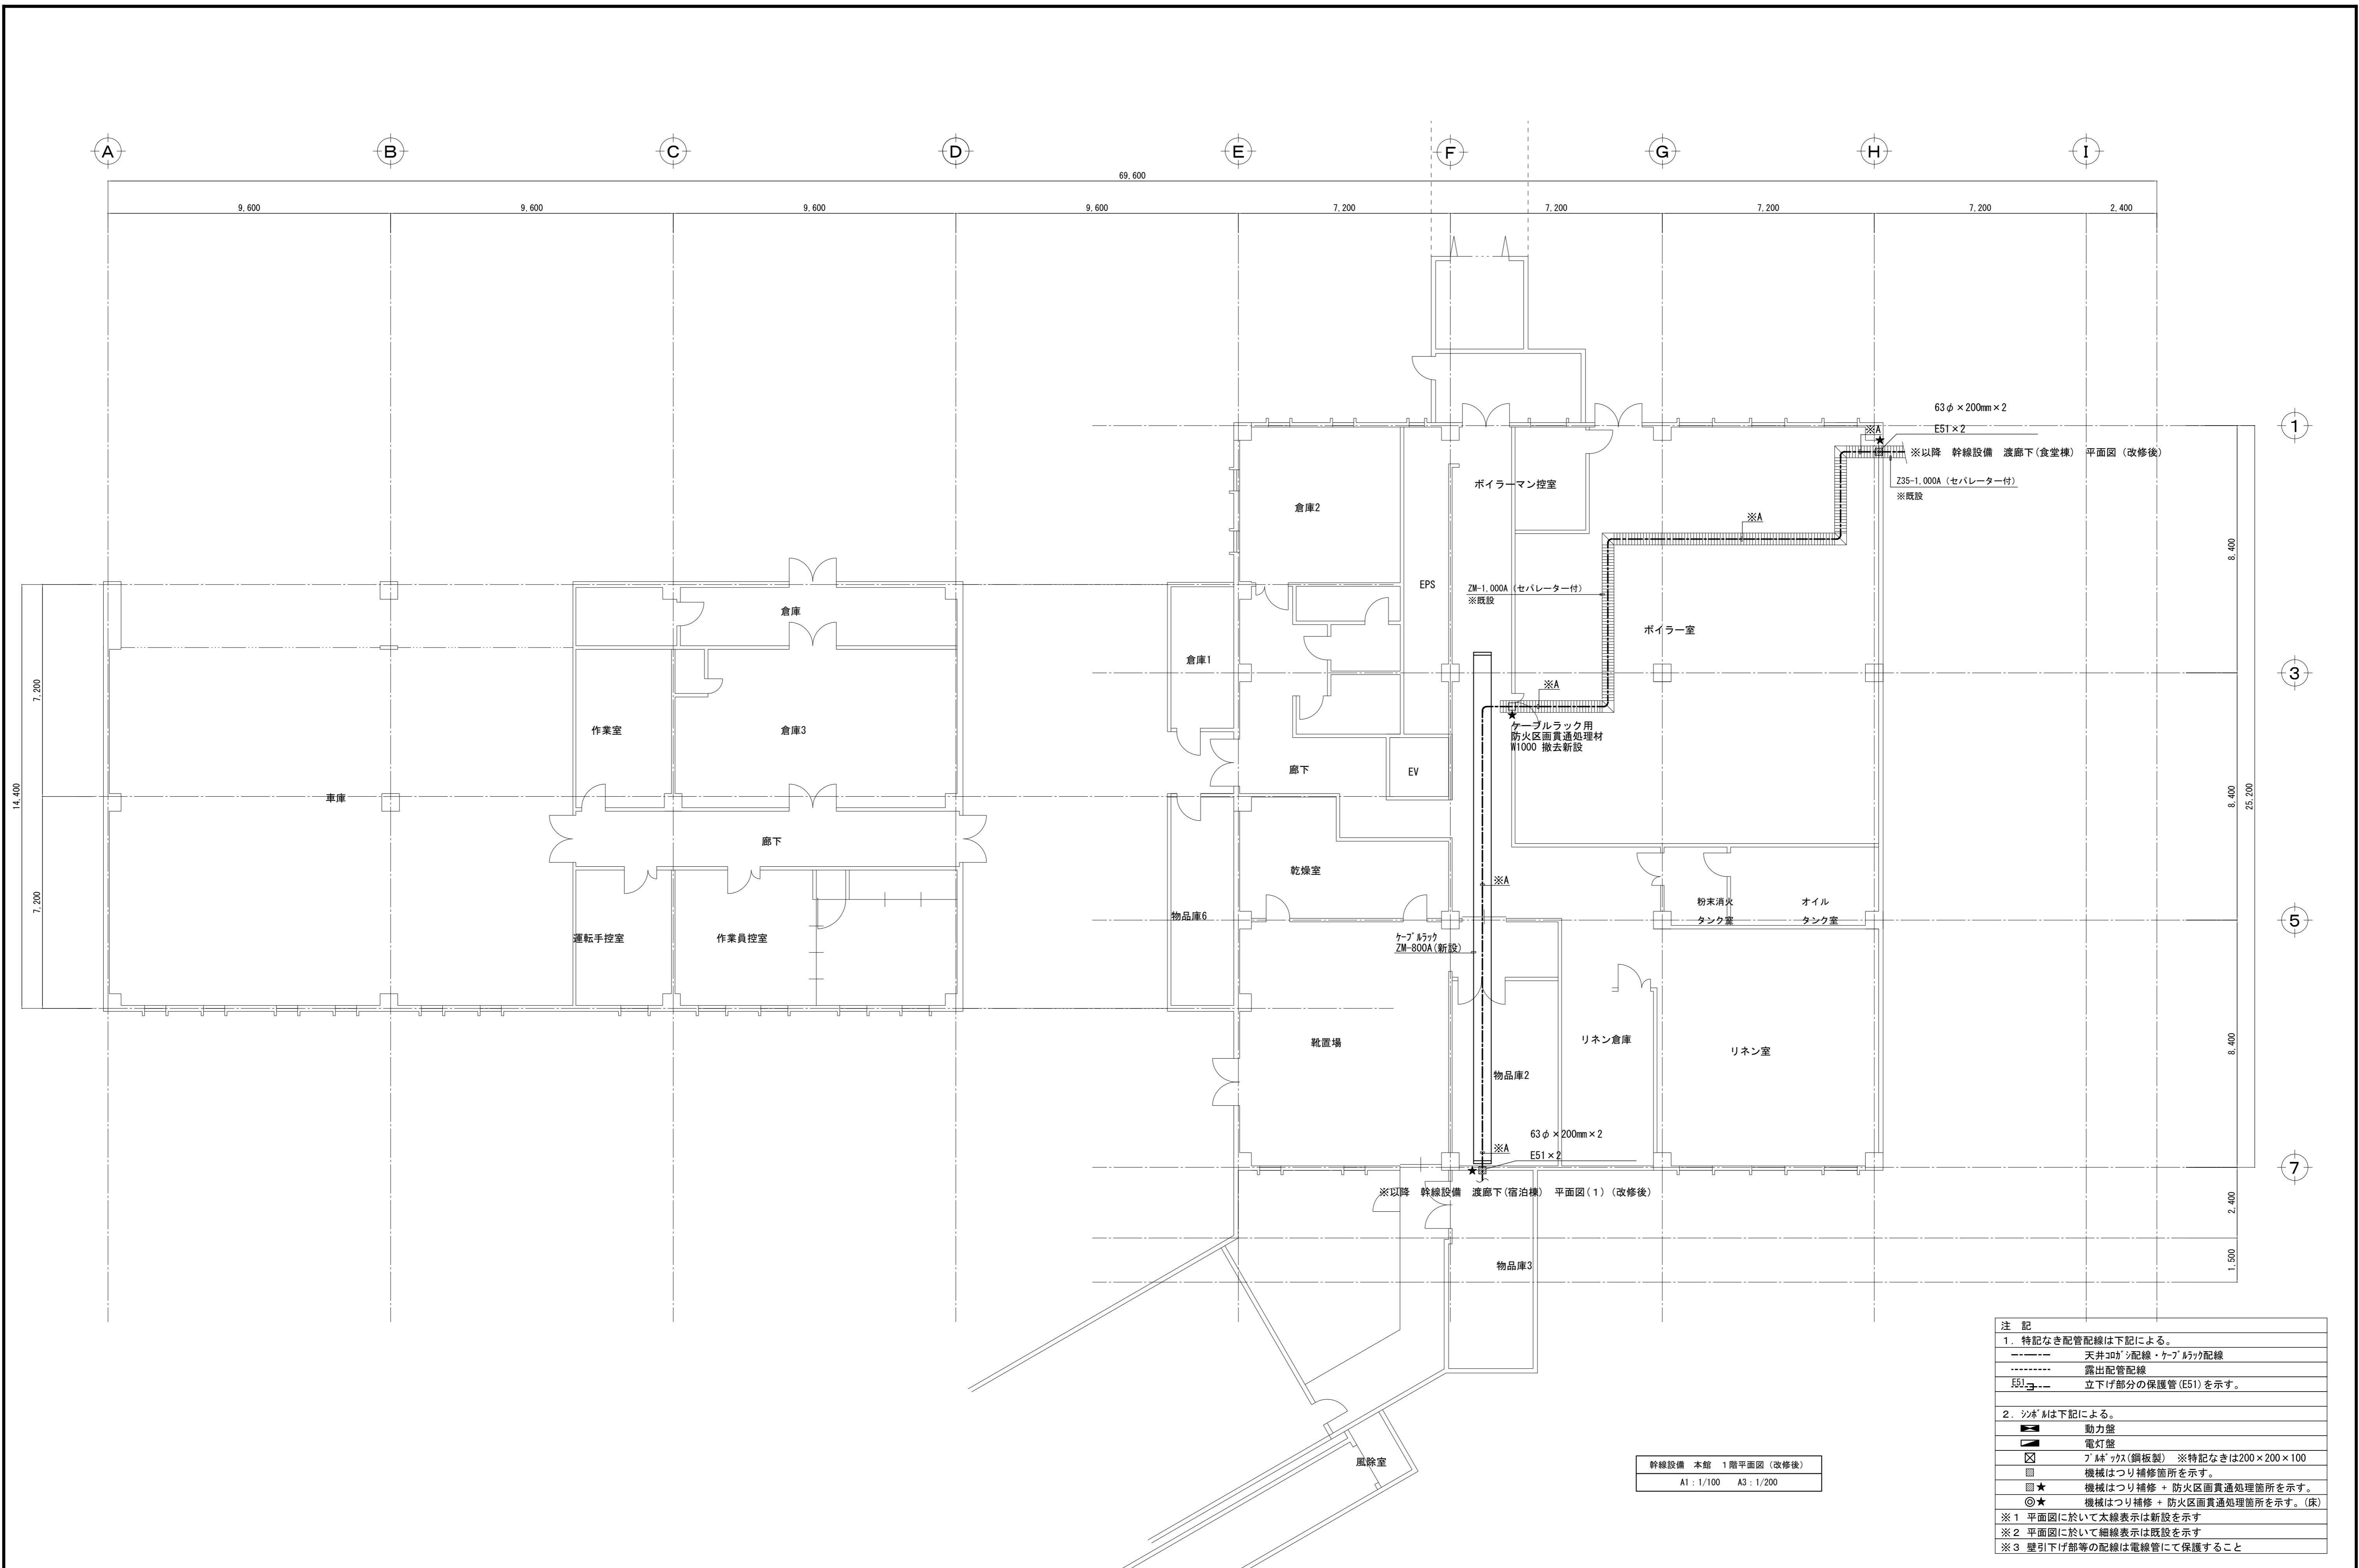 A B C D E F G H I
69,600
9,600 9,600 9,600 9,600 7,200 7,200 7,200 7,200 2,400
63φ×200mm×2
1
※A
E51×2
※以降 幹線設備 渡廊下(食堂棟) 平面図(改修後)
Z35-1,000A(セパレーター付)
※既設
ボイラーマン控室
倉庫2
※A
8,400
EPS
ZM-1,000A(セパレーター付)
※既設
倉庫
ボイラー室
倉庫1
3
7,200
※A
ケーブルラック用
防火区画貫通処理材
W1000 撤去新設
作業室
倉庫3
廊下
EV
車庫
14,400
8,400
25,200
廊下
乾燥室
※A
粉末消火
タンク室
オイル
タンク室
7,200
物品庫6
5
運転手控室
作業員控室
ケーブルラック
ZM-800A(新設)
靴置場
リネン倉庫
リネン室
8,400
物品庫2
63φ×200mm×2
※A
E51×2
7
※以降 幹線設備 渡廊下(宿泊棟) 平面図(1)(改修後)
2,400
物品庫3
1,500
風除室
幹線設備 本館 1階平面図(改修後)
A1:1/100 A3:1/200
注 記
1. 特記なき配管配線は下記による。
天井コロガシ配線・ケーブルラック配線
露出配管配線
E51 立下げ部分の保護管(E51)を示す。
2. シンボルは下記による。
動力盤
電灯盤
プルボックス(鋼板製) ※特記なきは200×200×100
機械はつり補修箇所を示す。
★ 機械はつり補修 + 防火区画貫通処理箇所を示す。
◎★ 機械はつり補修 + 防火区画貫通処理箇所を示す。(床)
※1 平面図に於いて太線表示は新設を示す
※2 平面図に於いて細線表示は既設を示す
※3 壁引下げ部等の配線は電線管にて保護すること